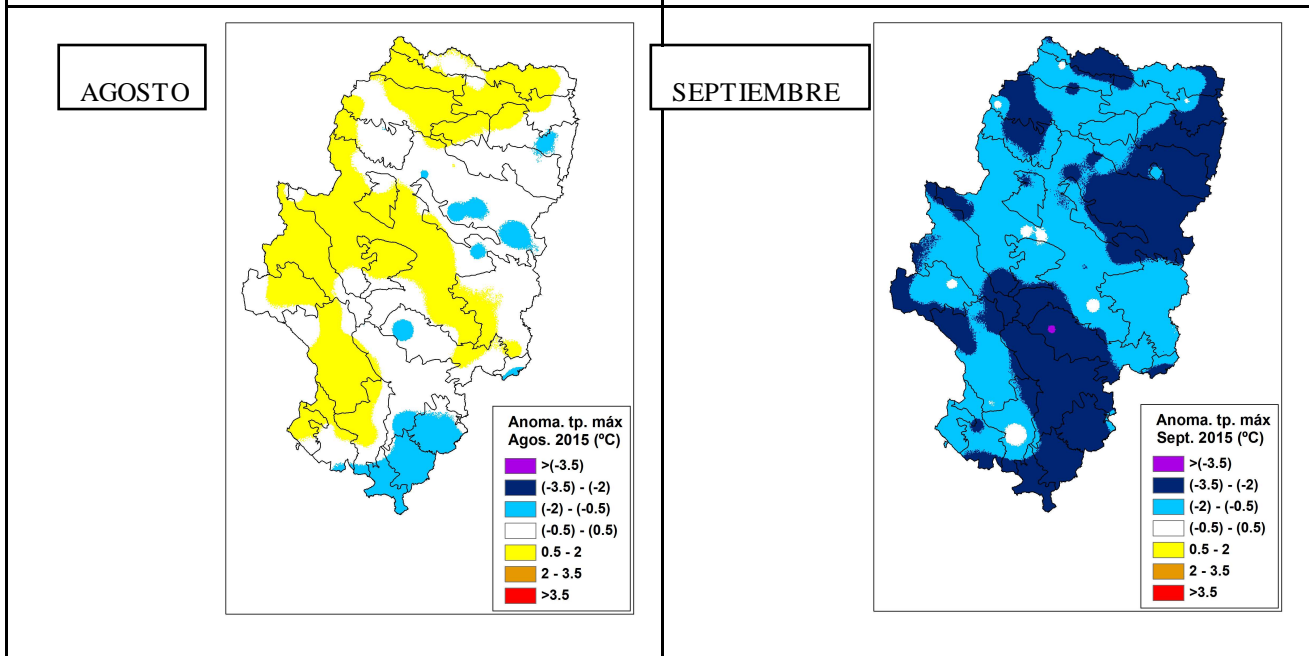 AGOSTO
Anoma. tp. máx
Agos. 2015 (ºC)
>(-3.5)
(-3.5) - (-2)
(-2) - (-0.5)
(-0.5) - (0.5)
0.5 - 2
2 - 3.5
>3.5
SEPTIEMBRE
Anoma. tp. máx
Sept. 2015 (ºC)
>(-3.5)
(-3.5) - (-2)
(-2) - (-0.5)
(-0.5) - (0.5)
0.5 - 2
2 - 3.5
>3.5